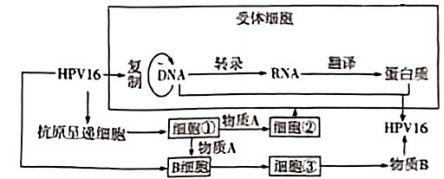 受体细胞
HPV16 复制 DNA 转录 RNA 翻译 蛋白质
抗原呈递细胞 细胞① 物质A 细胞② HPV16
物质A
B细胞 细胞③ 物质B